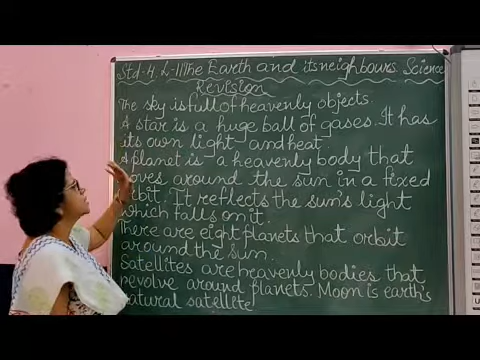 Std-4, L-11 The Earth and its neighbours Science
Revision
The sky is full of heavenly objects.
A star is a huge ball of gases. It has
its own light and heat.
A planet is a heavenly body that
oves around the sun in a fixed
orbit. It reflects the sun's light
which falls on it.
There are eight planets that orbit
around the Sun.
Satellites are heavenly bodies that
revolve around planets. Moon is earth's
natural satellite